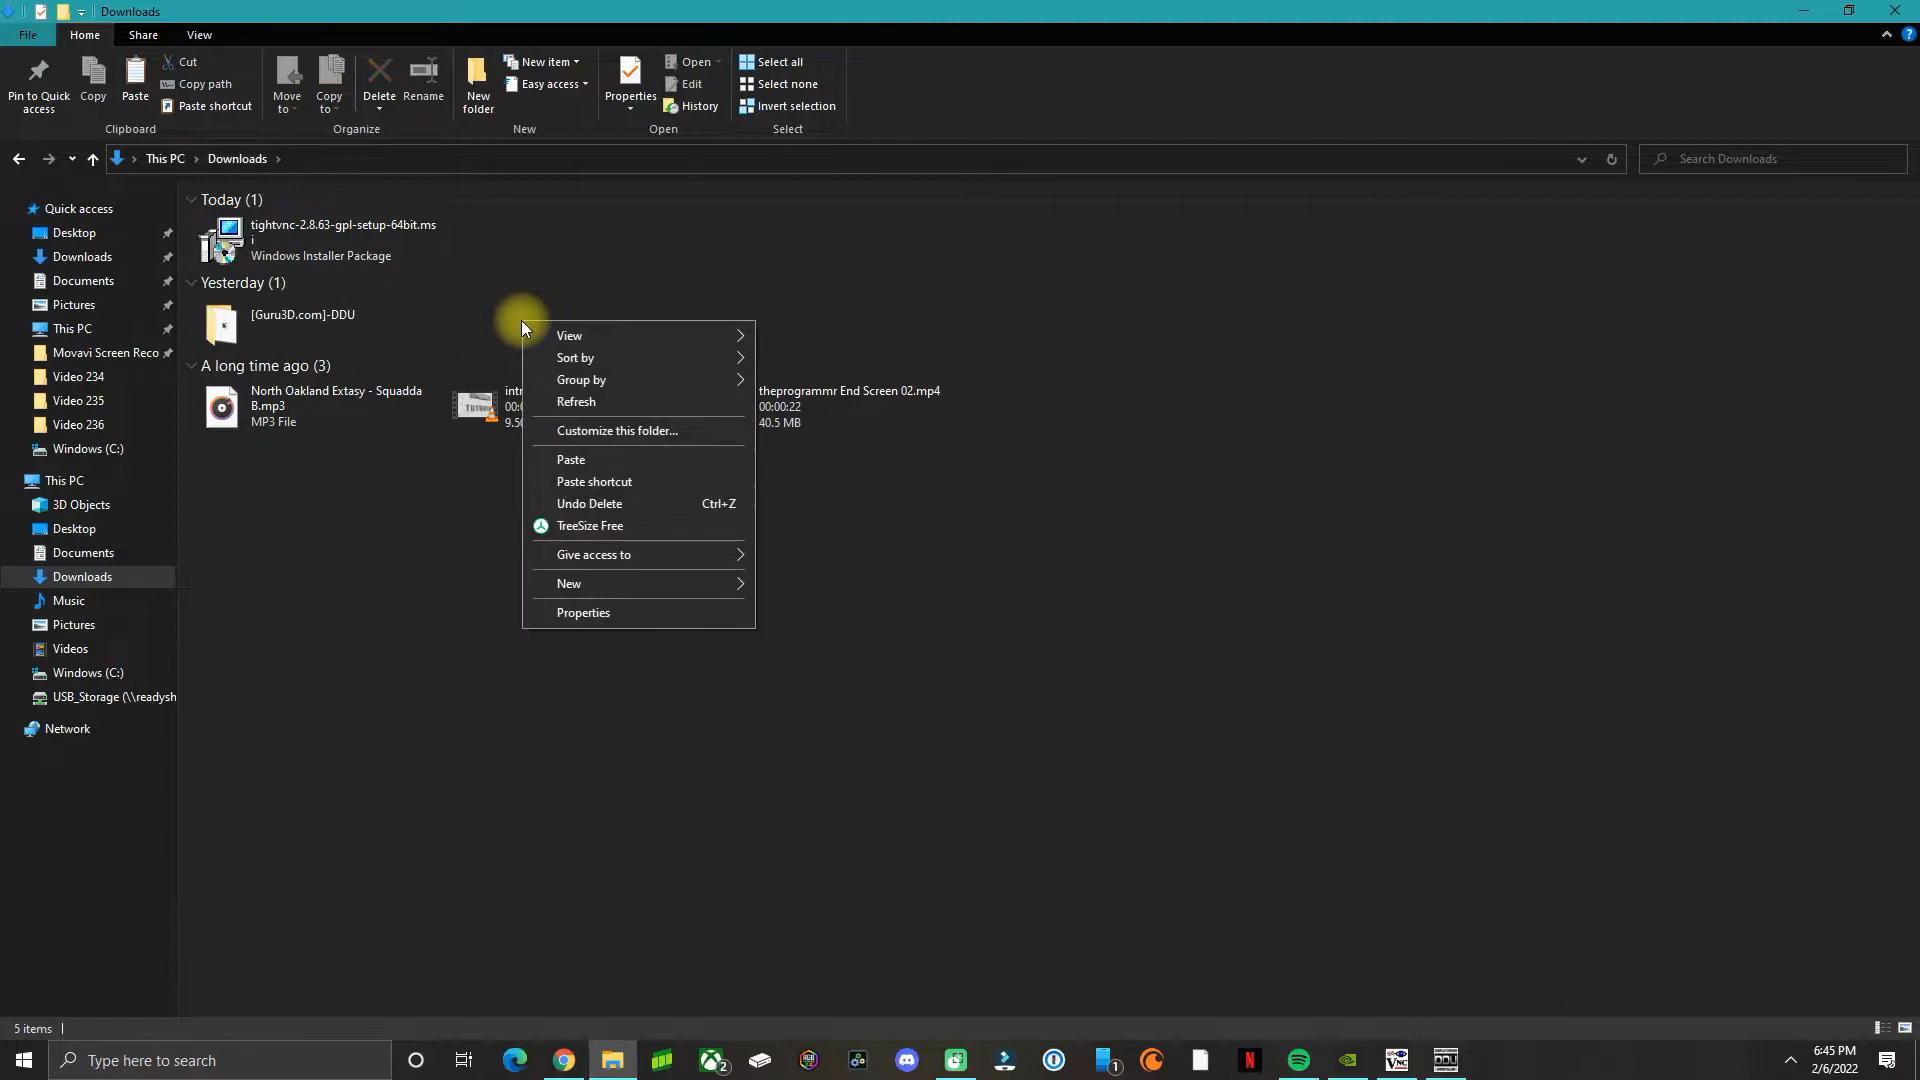 Downloads
File Home Share View
Pin to Quick access
Copy
Paste
Cut
Copy path
Paste shortcut
Clipboard
Move to
Copy to
Delete
Rename
Organize
New folder
New item
Easy access
New
Properties
Open
Edit
History
Open
Select all
Select none
Invert selection
Select
This PC Downloads
Search Downloads
Quick access
Desktop
Downloads
Documents
Pictures
This PC
Movavi Screen Reco
Video 234
Video 235
Video 236
Windows (C:)
This PC
3D Objects
Desktop
Documents
Downloads
Music
Pictures
Videos
Windows (C:)
USB_Storage (\\readysh
Network
Today (1)
tightvnc-2.8.63-gpl-setup-64bit.ms
i
Windows Installer Package
Yesterday (1)
[Guru3D.com]-DDU
A long time ago (3)
North Oakland Extasy - Squadda
B.mp3
MP3 File
theprogrammr End Screen 02.mp4
00:00:22
40.5 MB
View
Sort by
Group by
Refresh
Customize this folder...
Paste
Paste shortcut
Undo Delete Ctrl+Z
TreeSize Free
Give access to
New
Properties
5 items
Type here to search
2
1
VNC
DDU
6:45 PM
2/6/2022